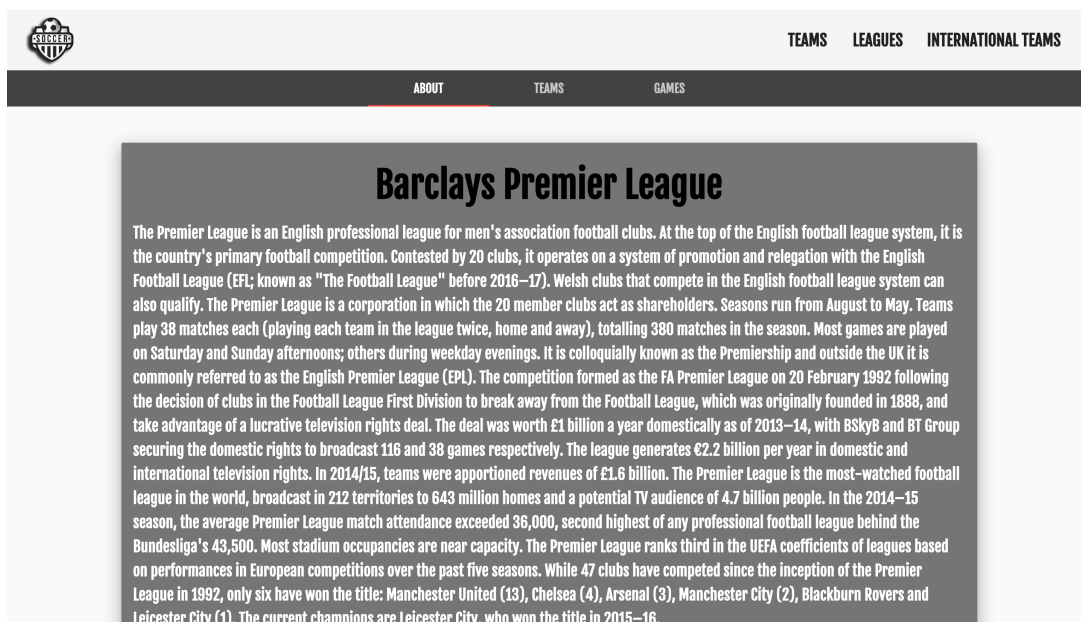 SOCCER
TEAMS LEAGUES INTERNATIONAL TEAMS
ABOUT TEAMS GAMES
Barclays Premier League
The Premier League is an English professional league for men's association football clubs. At the top of the English football league system, it is
the country's primary football competition. Contested by 20 clubs, it operates on a system of promotion and relegation with the English
Football League (EFL; known as "The Football League" before 2016–17). Welsh clubs that compete in the English football league system can
also qualify. The Premier League is a corporation in which the 20 member clubs act as shareholders. Seasons run from August to May. Teams
play 38 matches each (playing each team in the league twice, home and away), totalling 380 matches in the season. Most games are played
on Saturday and Sunday afternoons; others during weekday evenings. It is colloquially known as the Premiership and outside the UK it is
commonly referred to as the English Premier League (EPL). The competition formed as the FA Premier League on 20 February 1992 following
the decision of clubs in the Football League First Division to break away from the Football League, which was originally founded in 1888, and
take advantage of a lucrative television rights deal. The deal was worth £1 billion a year domestically as of 2013–14, with BSkyB and BT Group
securing the domestic rights to broadcast 116 and 38 games respectively. The league generates €2.2 billion per year in domestic and
international television rights. In 2014/15, teams were apportioned revenues of £1.6 billion. The Premier League is the most-watched football
league in the world, broadcast in 212 territories to 643 million homes and a potential TV audience of 4.7 billion people. In the 2014–15
season, the average Premier League match attendance exceeded 36,000, second highest of any professional football league behind the
Bundesliga's 43,500. Most stadium occupancies are near capacity. The Premier League ranks third in the UEFA coefficients of leagues based
on performances in European competitions over the past five seasons. While 47 clubs have competed since the inception of the Premier
League in 1992, only six have won the title: Manchester United (13), Chelsea (4), Arsenal (3), Manchester City (2), Blackburn Rovers and
Leicester City (1). The current champions are Leicester City, who won the title in 2015–16.